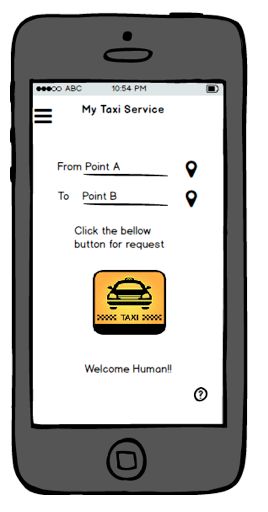 ABC 10:54 PM
My Taxi Service
From Point A
To Point B
Click the bellow
button for request
TAXI
Welcome Human!!
?